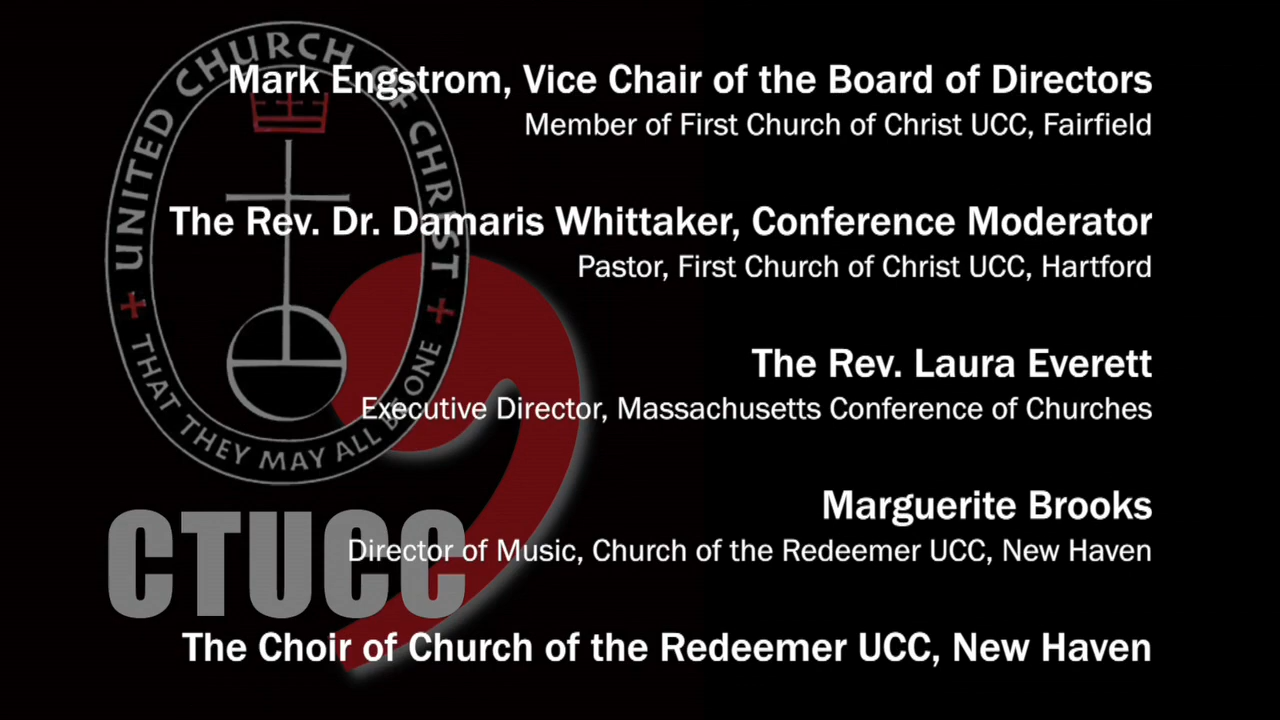 UNITED CHURCH OF CHRIST
THAT THEY MAY ALL BE ONE
CTUCC
Mark Engstrom, Vice Chair of the Board of Directors
Member of First Church of Christ UCC, Fairfield
The Rev. Dr. Damaris Whittaker, Conference Moderator
Pastor, First Church of Christ UCC, Hartford
The Rev. Laura Everett
Executive Director, Massachusetts Conference of Churches
Marguerite Brooks
Director of Music, Church of the Redeemer UCC, New Haven
The Choir of Church of the Redeemer UCC, New Haven